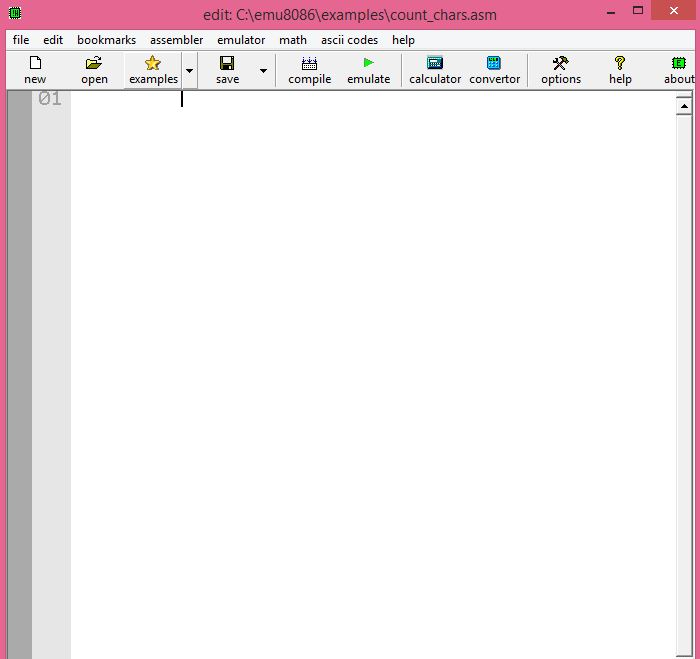 edit: C:\emu8086\examples\count_chars.asm
file edit bookmarks assembler emulator math ascii codes help
new open examples save compile emulate calculator convertor options help about
01